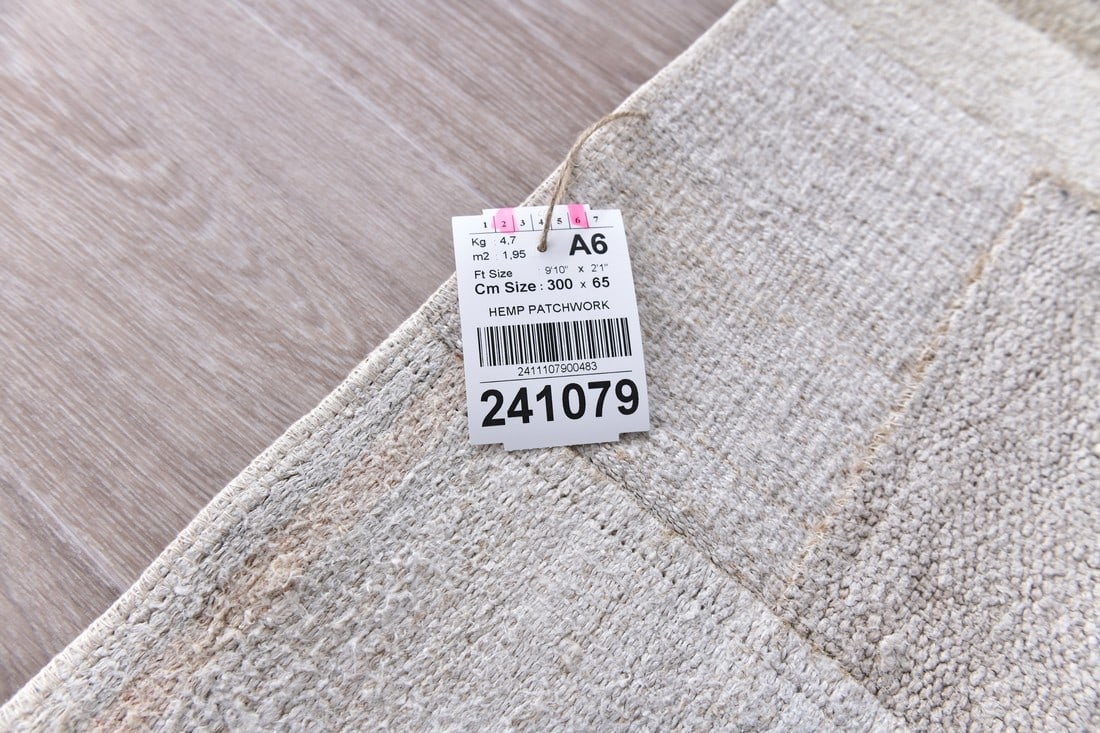 1 2 3 4 5 6 7
Kg : 4,7
A6
m2 : 1,95
Ft Size : 9'10" x 2'1"
Cm Size : 300 x 65
HEMP PATCHWORK
2411107900483
241079